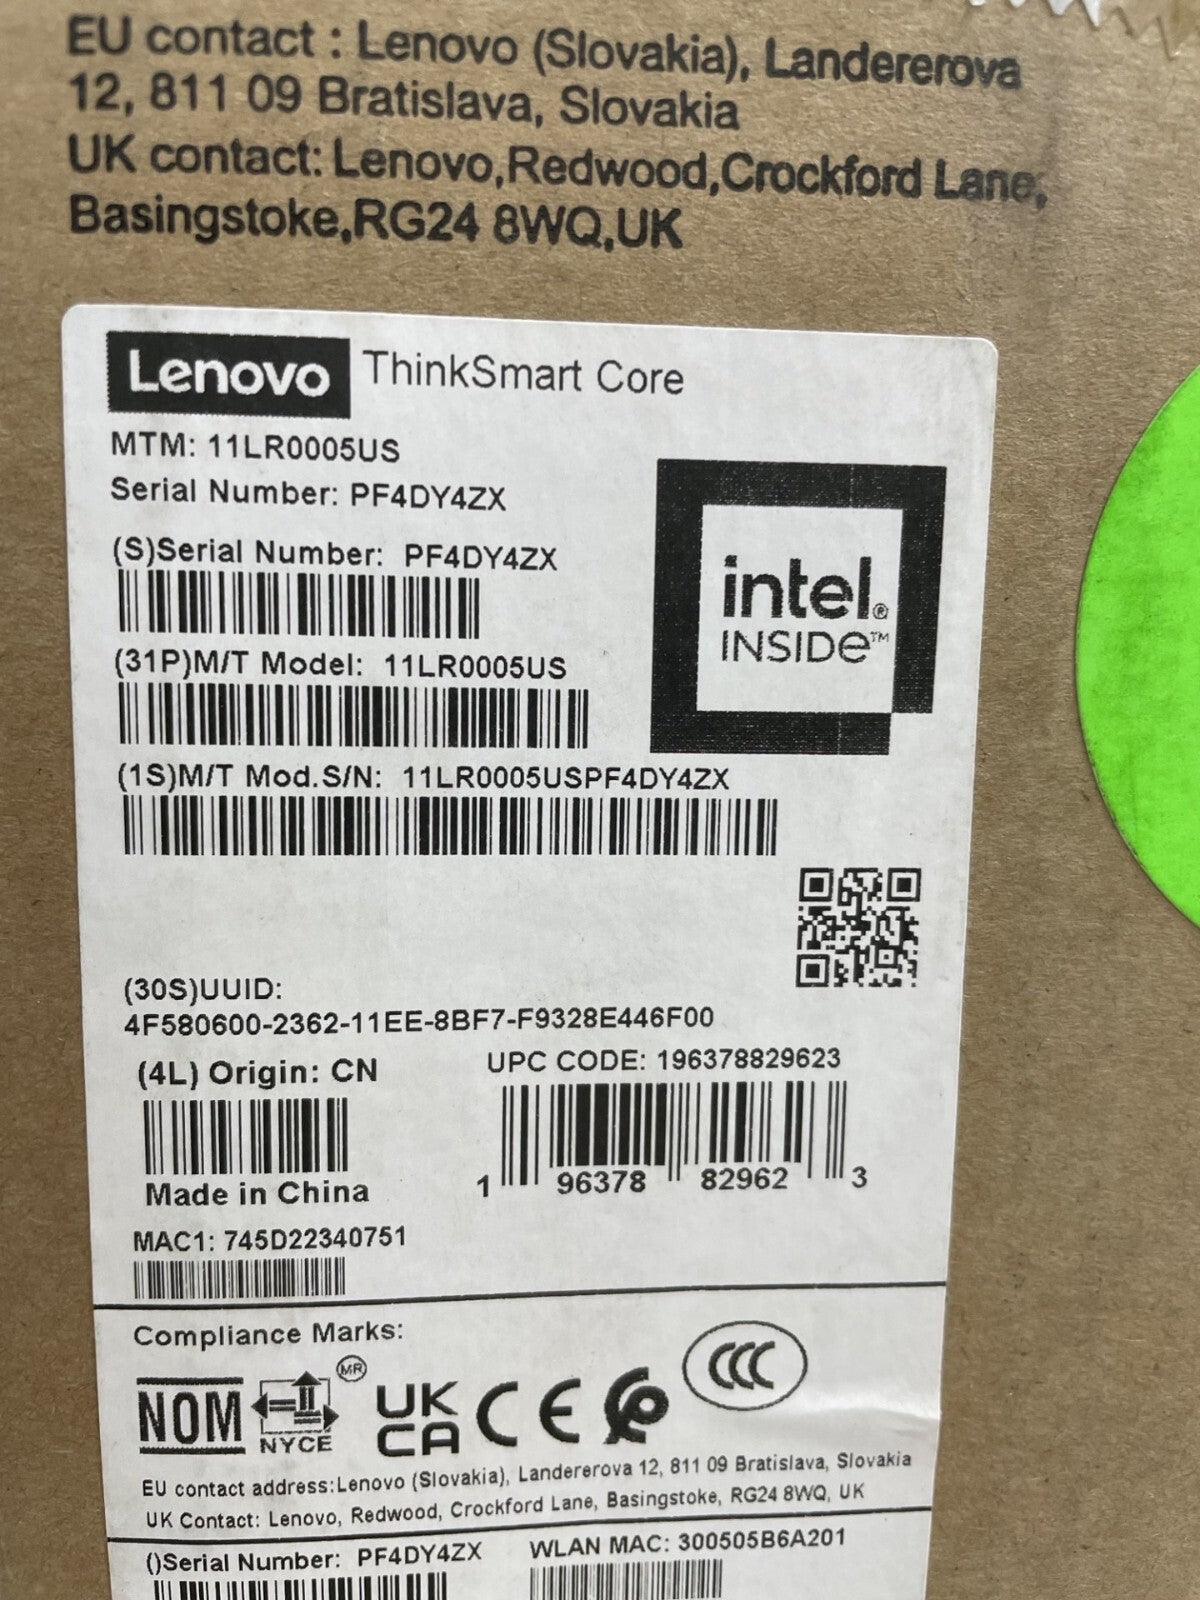 EU contact : Lenovo (Slovakia), Landererova
12, 811 09 Bratislava, Slovakia
UK contact: Lenovo,Redwood,Crockford Lane,
Basingstoke,RG24 8WQ,UK
Lenovo ThinkSmart Core
MTM: 11LR0005US
Serial Number: PF4DY4ZX
(S)Serial Number: PF4DY4ZX
intel®
INSIDe™
(31P)M/T Model: 11LR0005US
(1S)M/T Mod.S/N: 11LR0005USPF4DY4ZX
(30S)UUID:
4F580600-2362-11EE-8BF7-F9328E446F00
(4L) Origin: CN
Made in China
UPC CODE: 196378829623
1 96378 82962 3
MAC1: 745D22340751
Compliance Marks:
NOM NYCE MR UK CA CE CCC
EU contact address:Lenovo (Slovakia), Landererova 12, 811 09 Bratislava, Slovakia
UK Contact: Lenovo, Redwood, Crockford Lane, Basingstoke, RG24 8WQ, UK
()Serial Number: PF4DY4ZX WLAN MAC: 300505B6A201